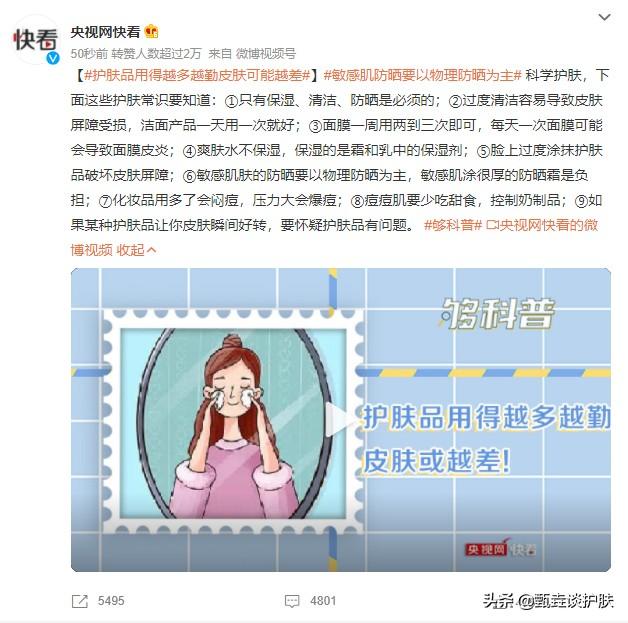 快看
央视网快看
50秒前 转赞人数超过2万 来自 微博视频号
【#护肤品用得越多越勤皮肤可能越差#】#敏感肌防晒要以物理防晒为主# 科学护肤，下
面这些护肤常识要知道：①只有保湿、清洁、防晒是必须的；②过度清洁容易导致皮肤
屏障受损，洁面产品一天用一次就好；③面膜一周用两到三次即可，每天一次面膜可能
会导致面膜皮炎；④爽肤水不保湿，保湿的是霜和乳中的保湿剂；⑤脸上过度涂抹护肤
品破坏皮肤屏障；⑥敏感肌肤的防晒要以物理防晒为主，敏感肌涂很厚的防晒霜是负
担；⑦化妆品用多了会闷痘，压力大会爆痘；⑧痘痘肌要少吃甜食，控制奶制品；⑨如
果某种护肤品让你皮肤瞬间好转，要怀疑护肤品有问题。 #够科普# 央视网快看的微
博视频 收起
够科普
护肤品用得越多越勤
皮肤或越差！
央视网 快看
5495
4801
头条 @甄垚谈护肤